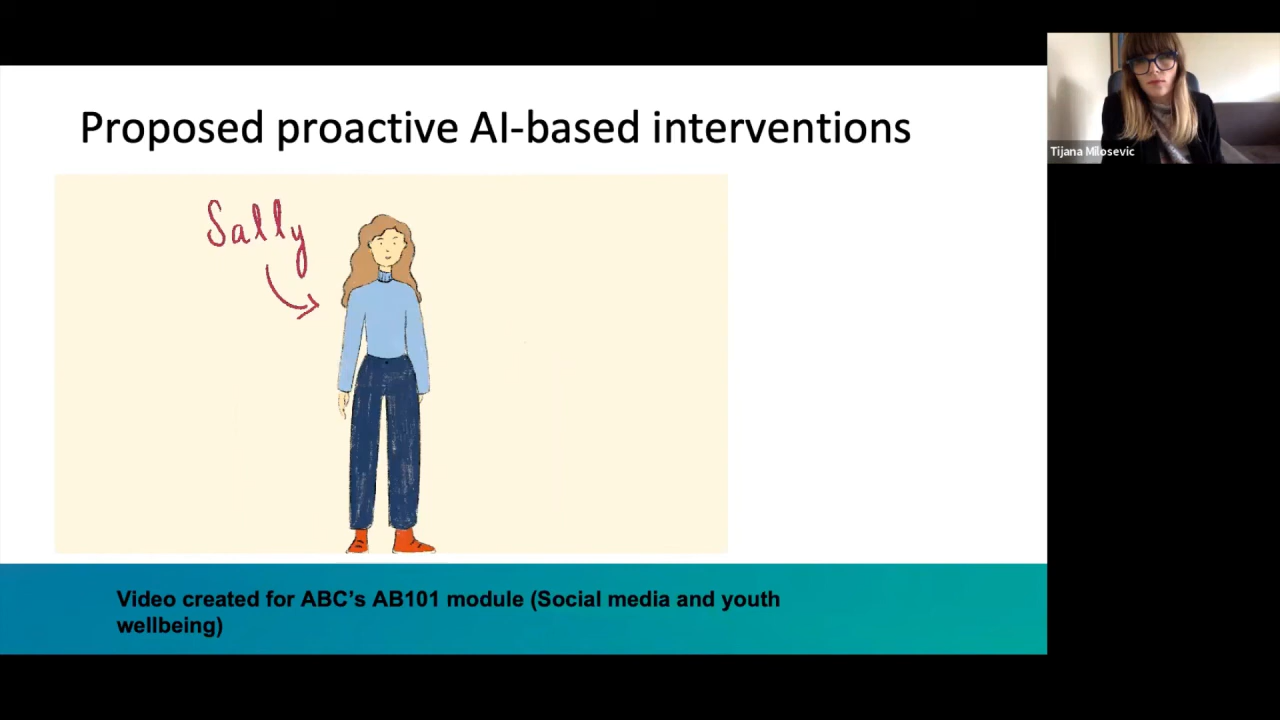 Proposed proactive AI-based interventions
Tijana Milosevic
Sally
Video created for ABC's AB101 module (Social media and youth
wellbeing)